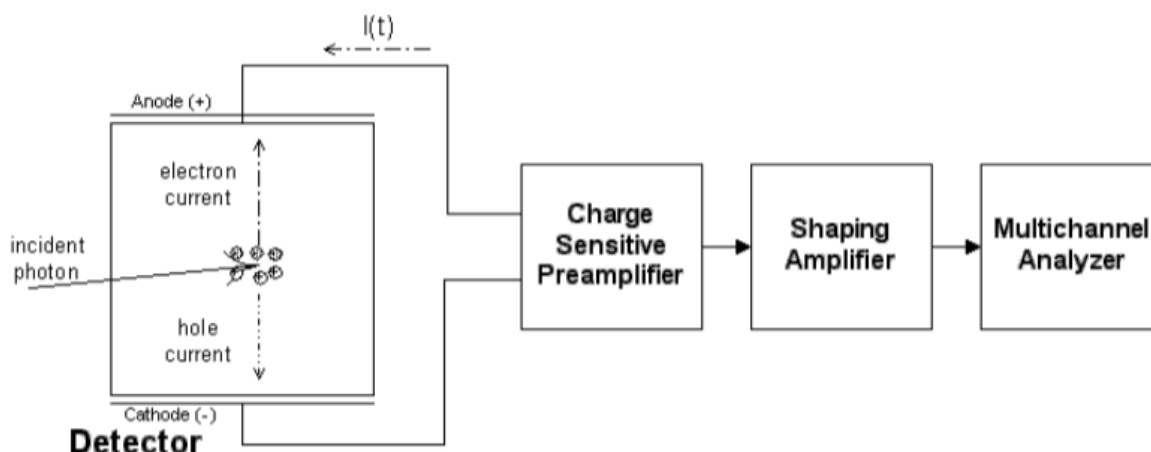 I(t)
Anode (+)
electron
current
incident
photon
hole
current
Cathode (-)
Detector
Charge
Sensitive
Preamplifier
Shaping
Amplifier
Multichannel
Analyzer